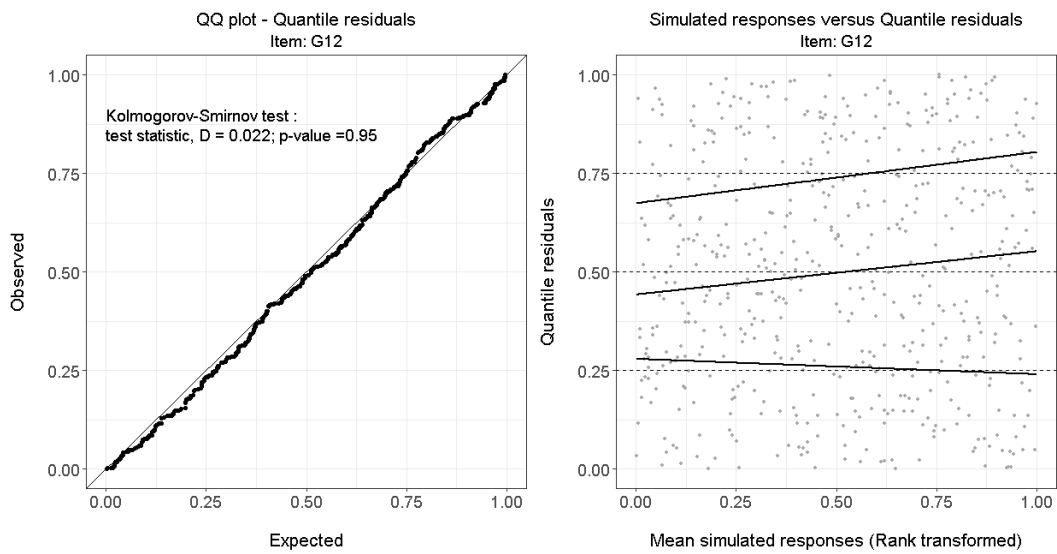 QQ plot - Quantile residuals
Item: G12
1.00
0.75
0.50
0.25
0.00
Observed
Kolmogorov-Smirnov test :
test statistic, D = 0.022; p-value =0.95
0.00 0.25 0.50 0.75 1.00
Expected
Simulated responses versus Quantile residuals
Item: G12
1.00
0.75
0.50
0.25
0.00
Quantile residuals
0.00 0.25 0.50 0.75 1.00
Mean simulated responses (Rank transformed)